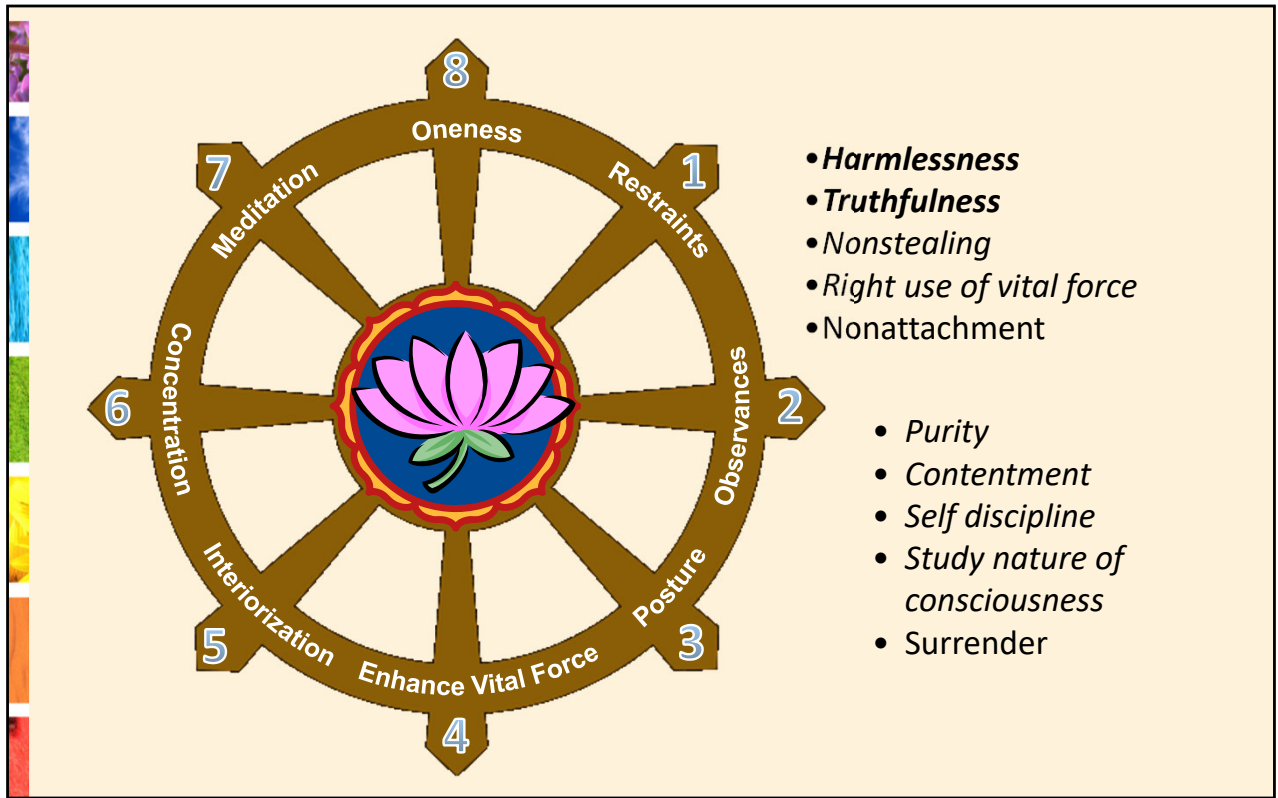 8
Oneness
1
Restraints
2
Observances
3
Posture
4
Enhance Vital Force
5
Interiorization
6
Concentration
7
Meditation
•Harmlessness
•Truthfulness
•Nonstealing
•Right use of vital force
•Nonattachment
• Purity
• Contentment
• Self discipline
• Study nature of
consciousness
• Surrender